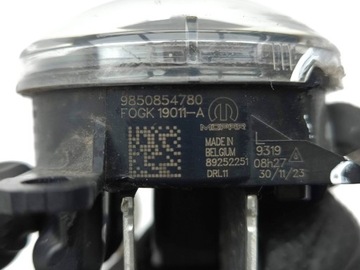 9850854780
FOGK 19011-A
MOPAR
MADE IN
BELGIUM
89252251
DRL11
9319
08h27
30/11/23